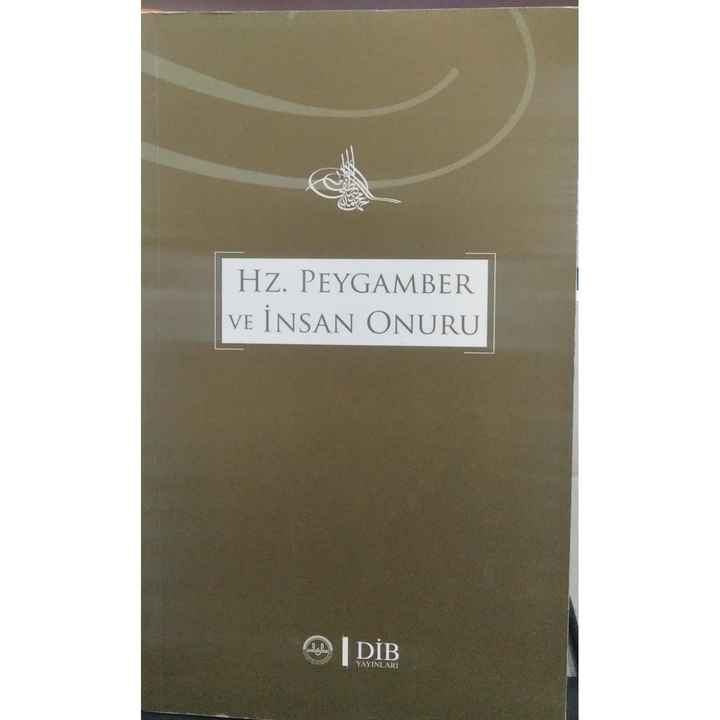 Hz. PEYGAMBER
VE İNSAN ONURU
DİB
YAYINLARI